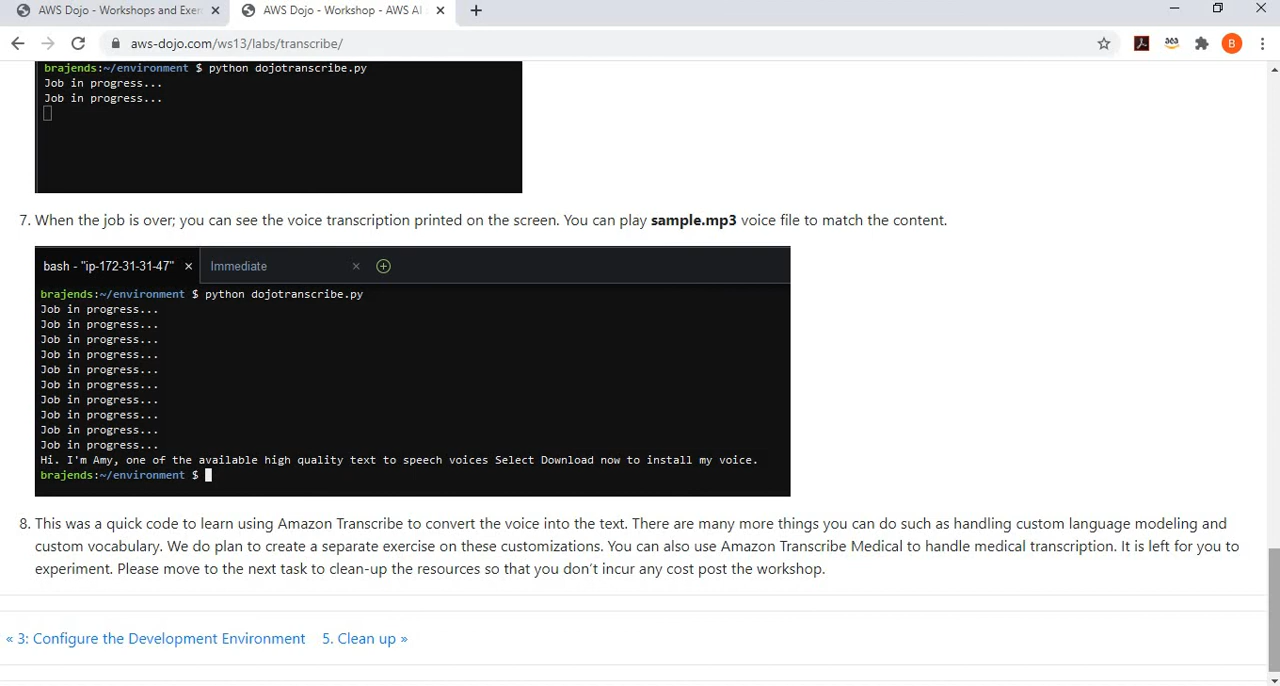 AWS Dojo - Workshops and Exer
AWS Dojo - Workshop - AWS AI
aws-dojo.com/ws13/labs/transcribe/
B
brajends:~/environment $ python dojotranscribe.py
Job in progress...
Job in progress...
7. When the job is over; you can see the voice transcription printed on the screen. You can play sample.mp3 voice file to match the content.
bash - "ip-172-31-31-47" × Immediate ×
brajends:~/environment $ python dojotranscribe.py
Job in progress...
Job in progress...
Job in progress...
Job in progress...
Job in progress...
Job in progress...
Job in progress...
Job in progress...
Job in progress...
Job in progress...
Hi. I'm Amy, one of the available high quality text to speech voices Select Download now to install my voice.
brajends:~/environment $
8. This was a quick code to learn using Amazon Transcribe to convert the voice into the text. There are many more things you can do such as handling custom language modeling and
custom vocabulary. We do plan to create a separate exercise on these customizations. You can also use Amazon Transcribe Medical to handle medical transcription. It is left for you to
experiment. Please move to the next task to clean-up the resources so that you don't incur any cost post the workshop.
« 3: Configure the Development Environment 5. Clean up »